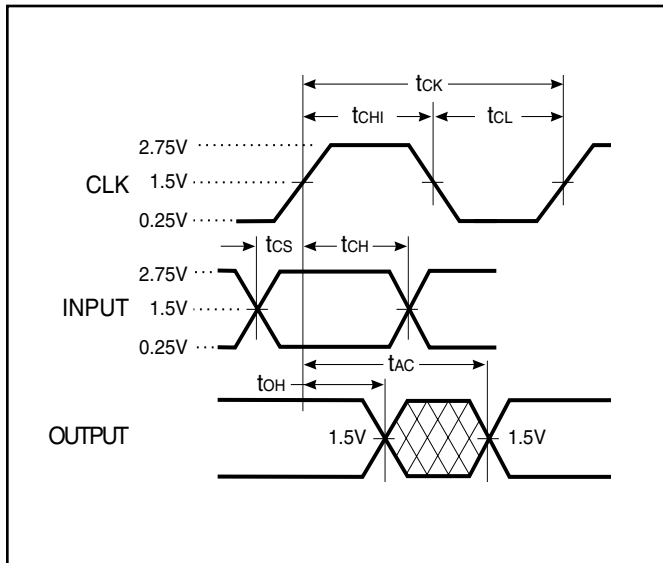 tCK
tCHI tCL
2.75V
CLK 1.5V
0.25V
tCS tCH
2.75V
INPUT 1.5V
0.25V
tAC
tOH
OUTPUT 1.5V 1.5V